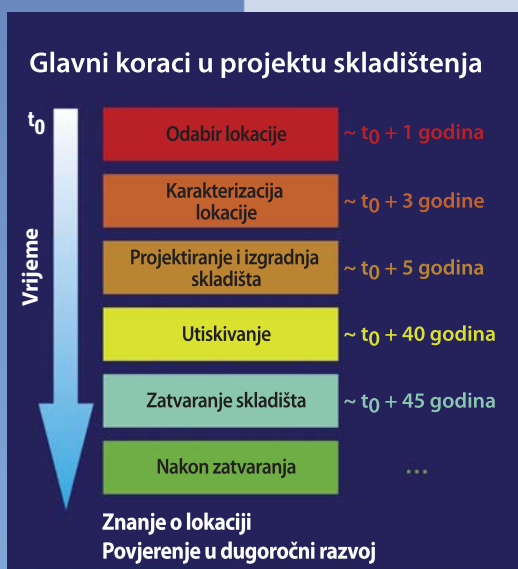 Glavni koraci u projektu skladištenja
t0
Vrijeme
Odabir lokacije ~ t0 + 1 godina
Karakterizacija
lokacije
~ t0 + 3 godine
Projektiranje i izgradnja
skladišta
~ t0 + 5 godina
Utiskivanje ~ t0 + 40 godina
Zatvaranje skladišta ~ t0 + 45 godina
Nakon zatvaranja ...
Znanje o lokaciji
Povjerenje u dugoročni razvoj